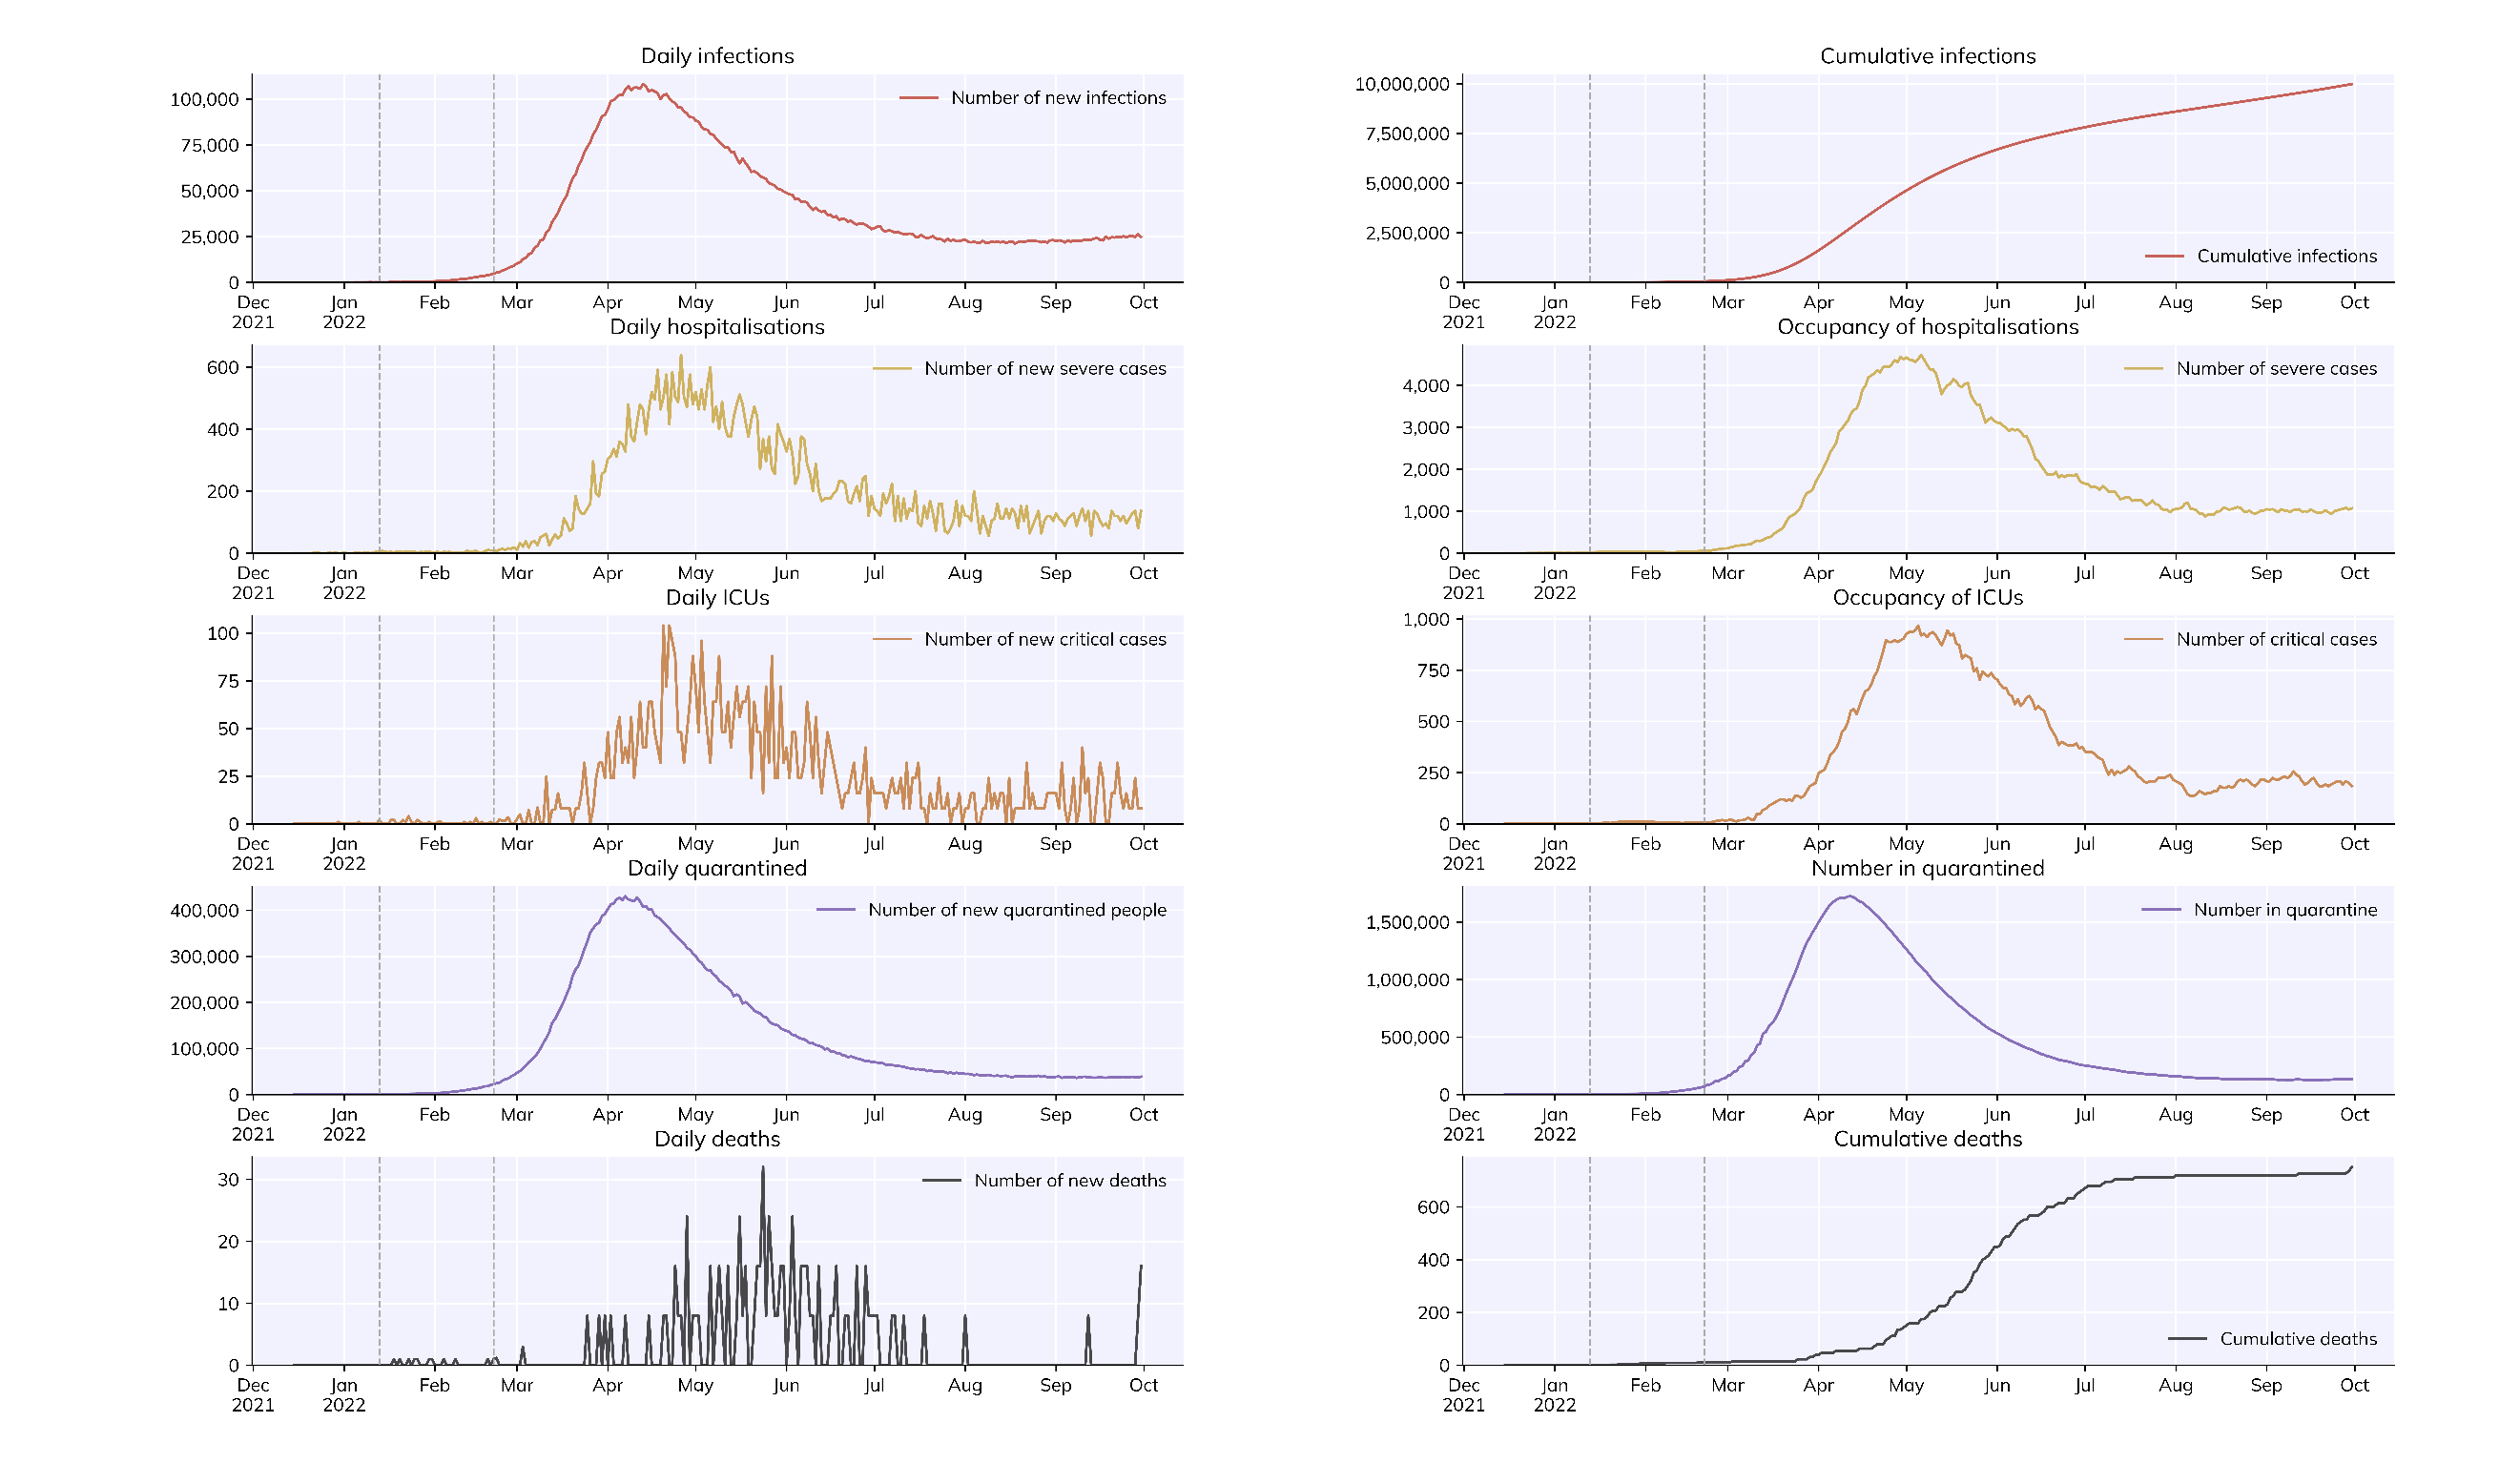 Daily infections
100,000
75,000
50,000
25,000
0
Number of new infections
Dec Jan Feb Mar Apr May Jun Jul Aug Sep Oct
2021 2022
Cumulative infections
10,000,000
7,500,000
5,000,000
2,500,000
0
Cumulative infections
Dec Jan Feb Mar Apr May Jun Jul Aug Sep Oct
2021 2022
Daily hospitalisations
600
400
200
0
Number of new severe cases
Dec Jan Feb Mar Apr May Jun Jul Aug Sep Oct
2021 2022
Occupancy of hospitalisations
4,000
3,000
2,000
1,000
0
Number of severe cases
Dec Jan Feb Mar Apr May Jun Jul Aug Sep Oct
2021 2022
Daily ICUs
100
75
50
25
0
Number of new critical cases
Dec Jan Feb Mar Apr May Jun Jul Aug Sep Oct
2021 2022
Occupancy of ICUs
1,000
750
500
250
0
Number of critical cases
Dec Jan Feb Mar Apr May Jun Jul Aug Sep Oct
2021 2022
Daily quarantined
400,000
300,000
200,000
100,000
0
Number of new quarantined people
Dec Jan Feb Mar Apr May Jun Jul Aug Sep Oct
2021 2022
Number in quarantined
1,500,000
1,000,000
500,000
0
Number in quarantine
Dec Jan Feb Mar Apr May Jun Jul Aug Sep Oct
2021 2022
Daily deaths
30
20
10
0
Number of new deaths
Dec Jan Feb Mar Apr May Jun Jul Aug Sep Oct
2021 2022
Cumulative deaths
600
400
200
0
Cumulative deaths
Dec Jan Feb Mar Apr May Jun Jul Aug Sep Oct
2021 2022